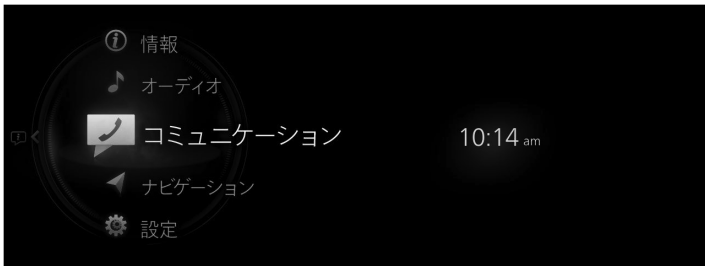 情報
オーディオ
コミュニケーション
10:14 am
ナビゲーション
設定